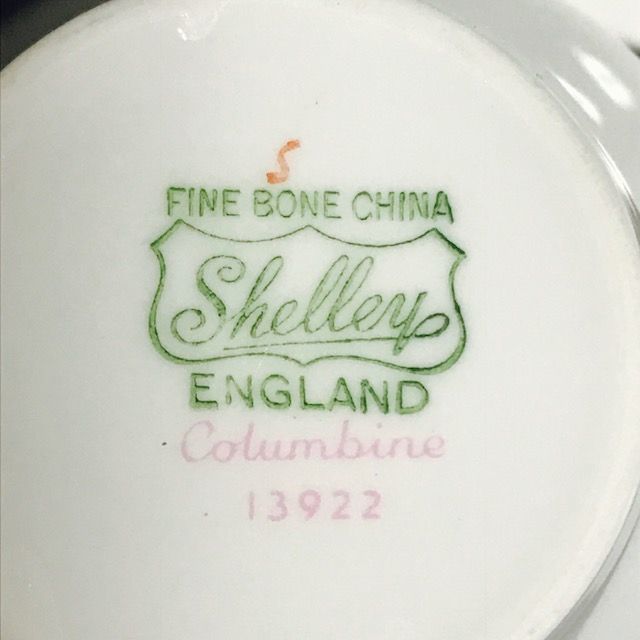 S
FINE BONE CHINA
Shelley
ENGLAND
Columbine
13922